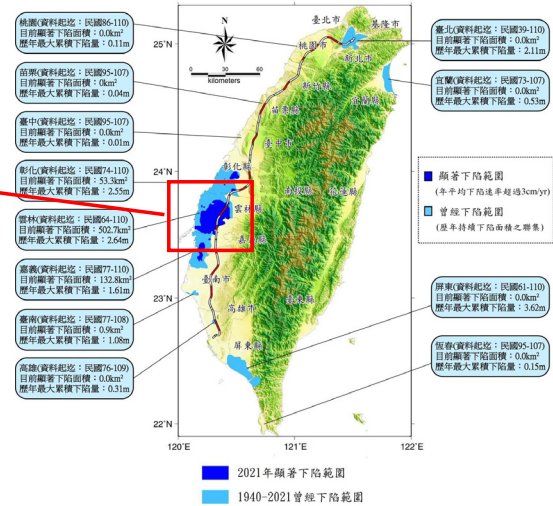 桃園(資料起迄：民國86-110)
目前顯著下陷面積：0.0km²
歷年最大累積下陷量：0.11m
苗栗(資料起迄：民國95-107)
目前顯著下陷面積：0km²
歷年最大累積下陷量：0.04m
臺中(資料起迄：民國95-107)
目前顯著下陷面積：0.0km²
歷年最大累積下陷量：0.01m
彰化(資料起迄：民國74-110)
目前顯著下陷面積：53.3km²
歷年最大累積下陷量：2.55m
雲林(資料起迄：民國64-110)
目前顯著下陷面積：502.7km²
歷年最大累積下陷量：2.64m
嘉義(資料起迄：民國77-110)
目前顯著下陷面積：132.8km²
歷年最大累積下陷量：1.61m
臺南(資料起迄：民國77-108)
目前顯著下陷面積：0.9km²
歷年最大累積下陷量：1.08m
高雄(資料起迄：民國76-109)
目前顯著下陷面積：0.0km²
歷年最大累積下陷量：0.31m
25°N
24°N
23°N
22°N
120°E
121°E
122°E
N
0 30 60
kilometers
臺北市
基隆市
桃園市
新北市
新竹縣
宜蘭縣
苗栗縣
臺中市
彰化縣
南投縣
花蓮縣
雲林縣
嘉義縣
臺南市
高雄市
臺東縣
屏東縣
臺北(資料起迄：民國39-110)
目前顯著下陷面積：0.0km²
歷年最大累積下陷量：2.11m
宜蘭(資料起迄：民國73-107)
目前顯著下陷面積：0.0km²
歷年最大累積下陷量：0.53m
顯著下陷範圍
(年平均下陷速率超過3cm/yr)
曾經下陷範圍
(歷年持續下陷面積之聯集)
屏東(資料起迄：民國61-110)
目前顯著下陷面積：0.0km²
歷年最大累積下陷量：3.62m
恆春(資料起迄：民國95-107)
目前顯著下陷面積：0.0km²
歷年最大累積下陷量：0.15m
2021年顯著下陷範圍
1940-2021曾經下陷範圍